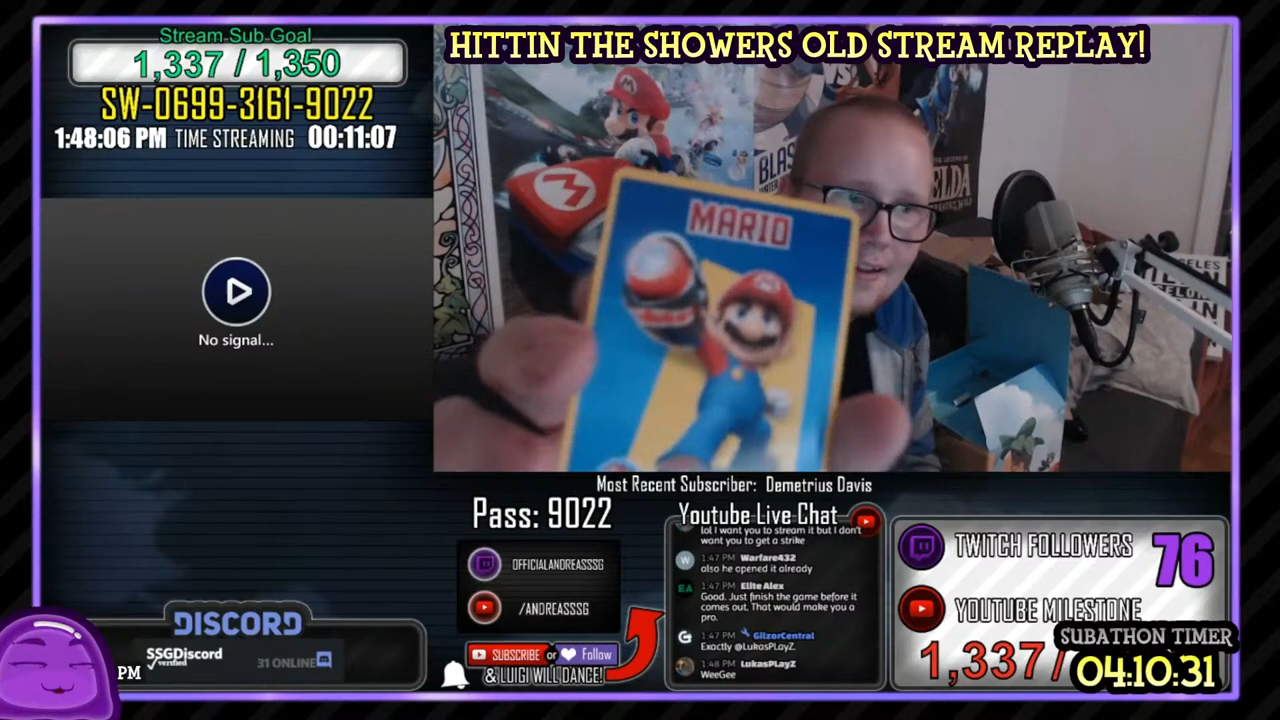 Stream Sub Goal
1,337 / 1,350
SW-0699-3161-9022
1:48:06 PM TIME STREAMING 00:11:07
HITTIN THE SHOWERS OLD STREAM REPLAY!
MARIO
M
No signal...
Most Recent Subscriber: Demetrius Davis
Pass: 9022
OFFICIALANDREASSSG
/ANDREASSG
SUBSCRIBE or Follow
& LUIGI WILL DANCE!
Youtube Live Chat
lol I want you to stream it but I don't
want you to get a strike
W 1:47 PM Warfare432
also he opened it already
EA 1:47 PM Elite Alex
Good. Just finish the game before it
comes out. That would make you a
pro.
G 1:47 PM GilzorCentral
Exactly @LukasPLayZ.
1:48 PM LukasPLayZ
WeeGee
TWITCH FOLLOWERS 76
YOUTUBE MILESTONE
1,337/
SUBATHON TIMER
04:10:31
DISCORD
SSGDiscord
verified
31 ONLINE
PM